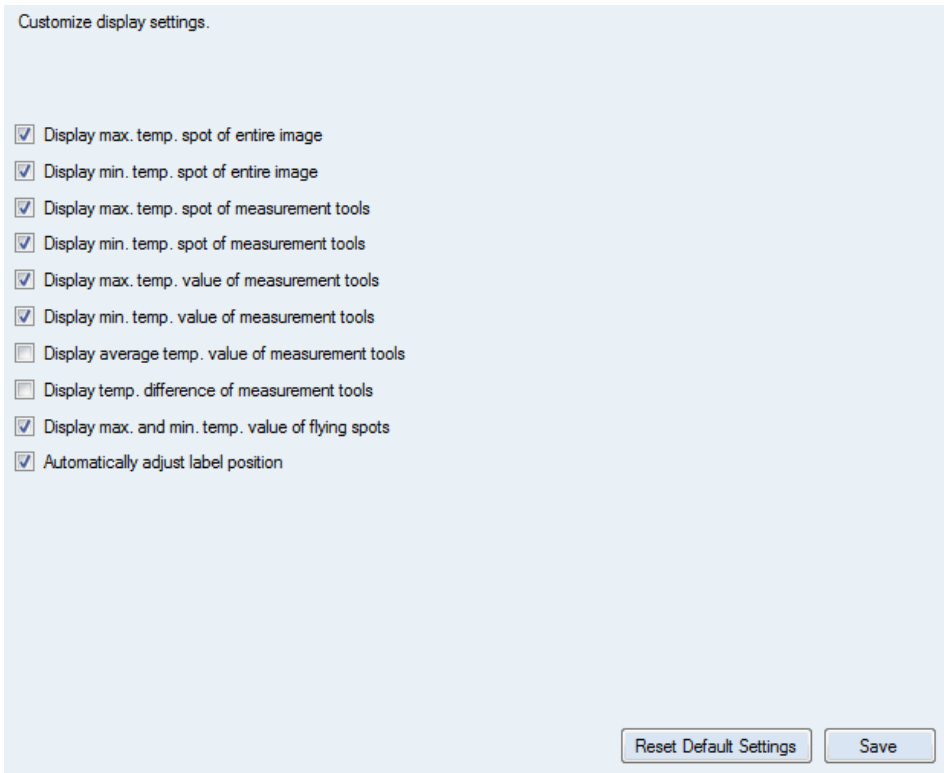 Customize display settings.
Display max. temp. spot of entire image
Display min. temp. spot of entire image
Display max. temp. spot of measurement tools
Display min. temp. spot of measurement tools
Display max. temp. value of measurement tools
Display min. temp. value of measurement tools
Display average temp. value of measurement tools
Display temp. difference of measurement tools
Display max. and min. temp. value of flying spots
Automatically adjust label position
Reset Default Settings Save